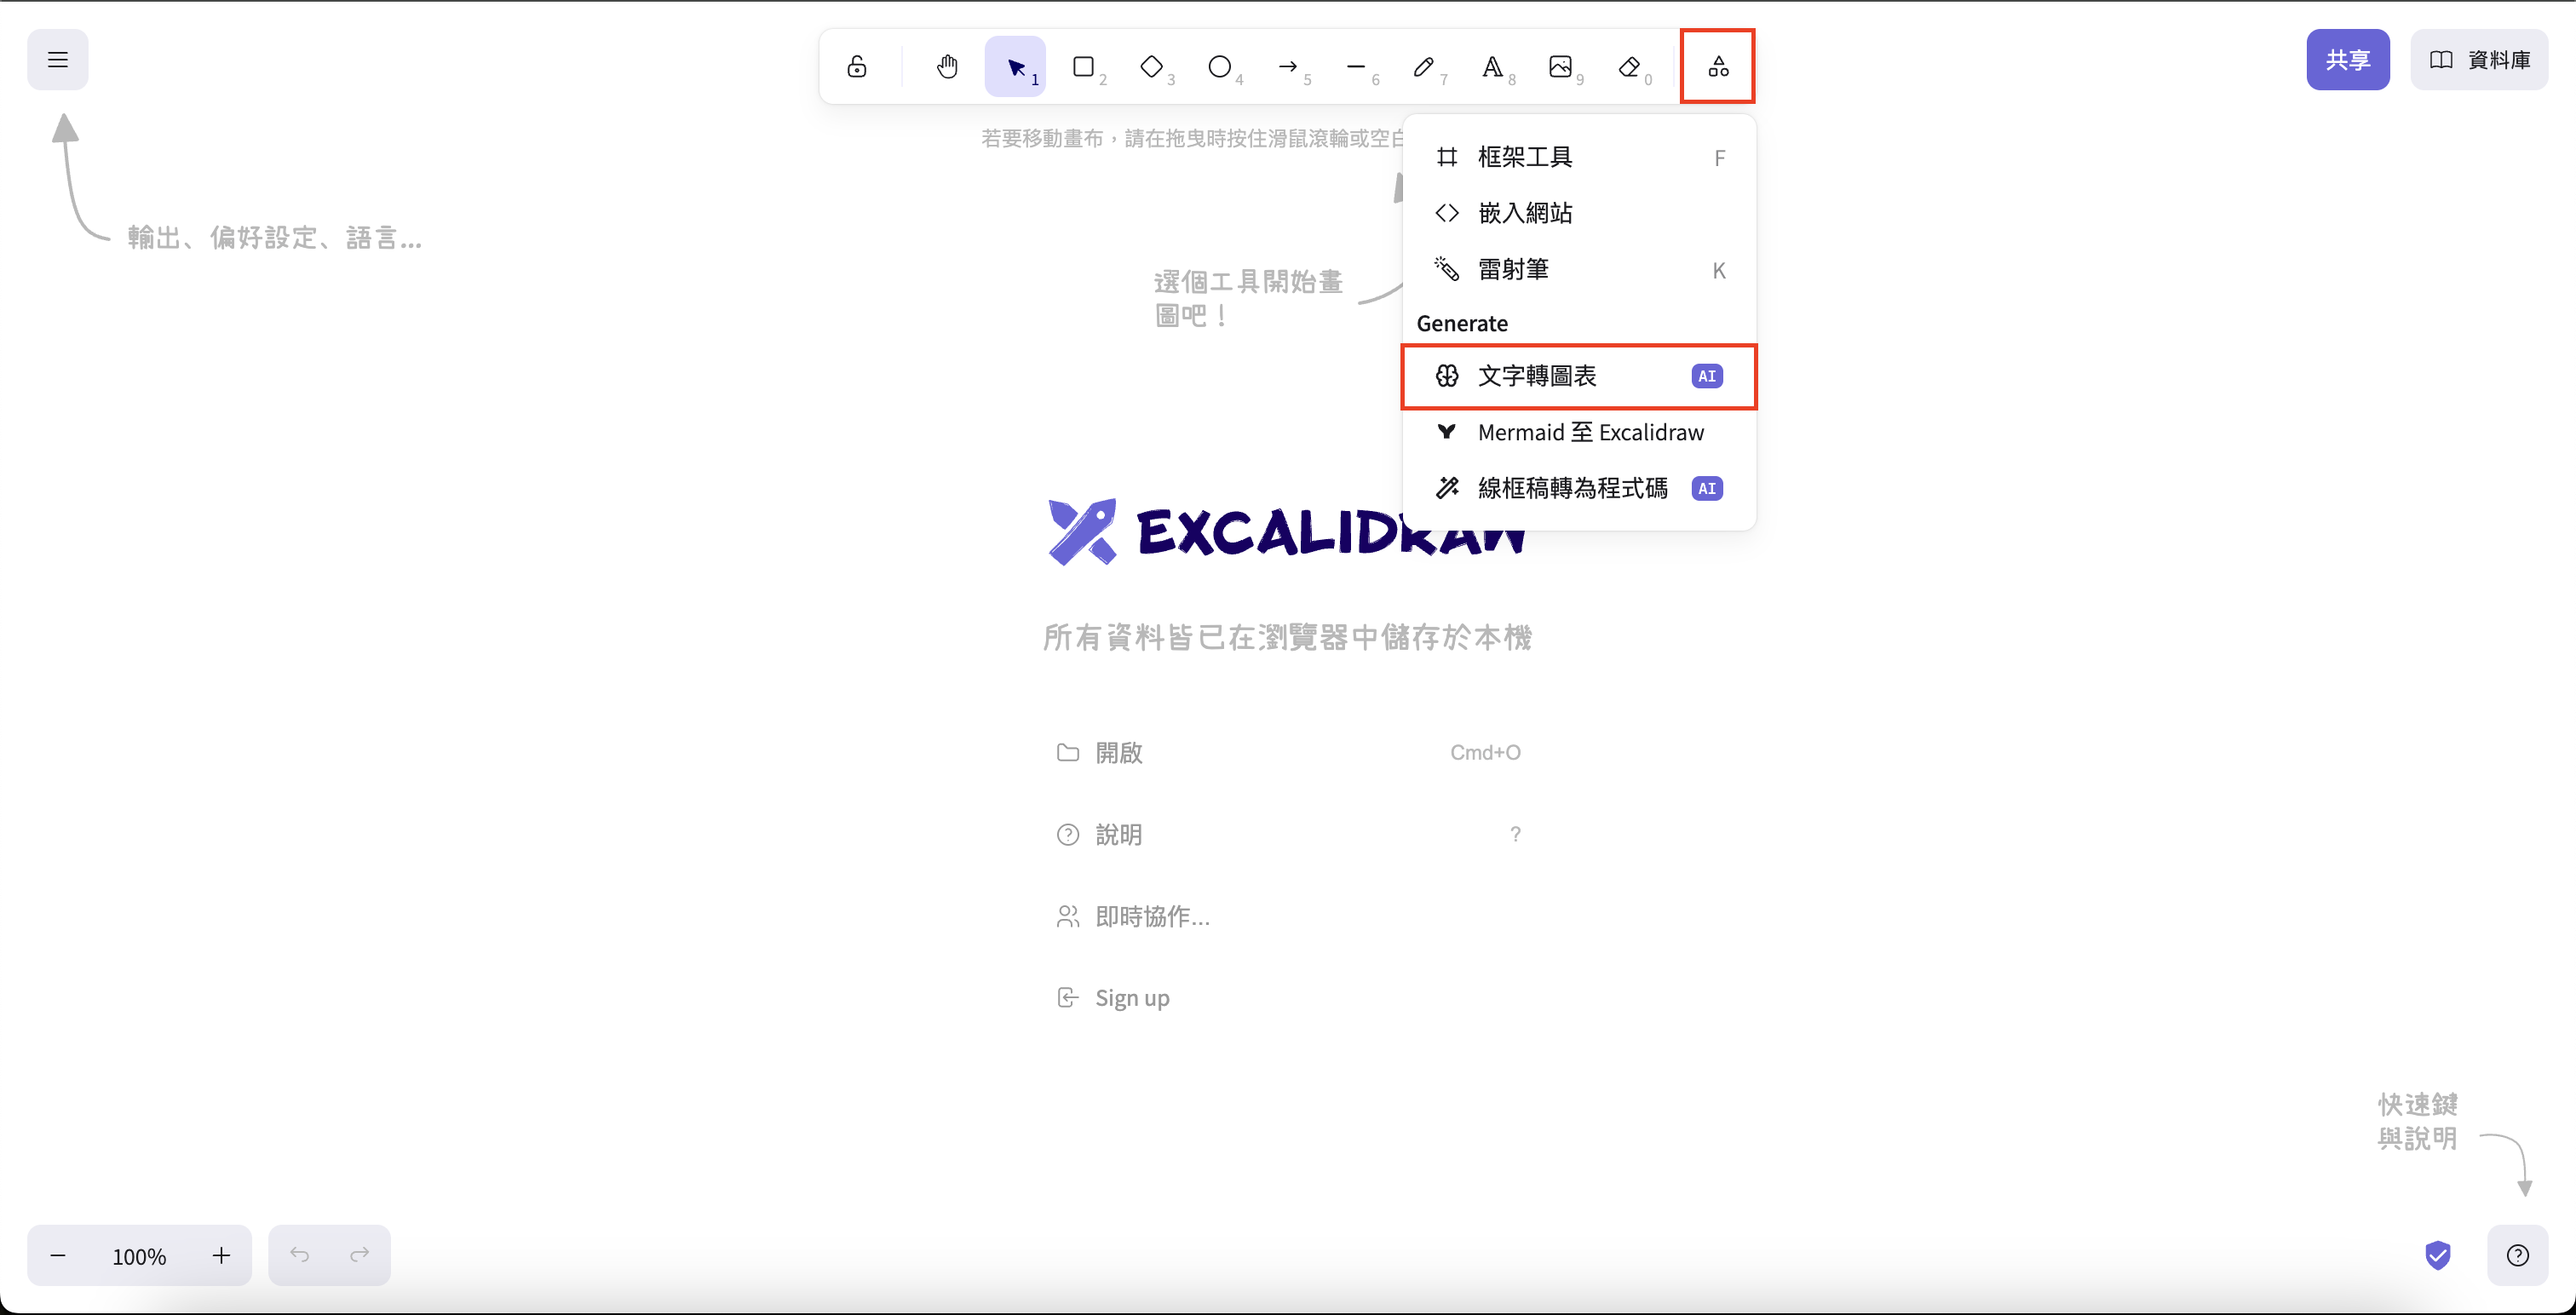 1
2
3
4
5
6
7
8
9
0
共享
資料庫
若要移動畫布，請在拖曳時按住滑鼠滾輪或空白
輸出、偏好設定、語言...
選個工具開始畫
圖吧！
框架工具 F
嵌入網站
雷射筆 K
Generate
文字轉圖表 AI
Mermaid 至 Excalidraw
線框稿轉為程式碼 AI
EXCALIDRAW
所有資料皆已在瀏覽器中儲存於本機
開啟 Cmd+O
說明 ?
即時協作...
Sign up
快速鍵
與說明
100%